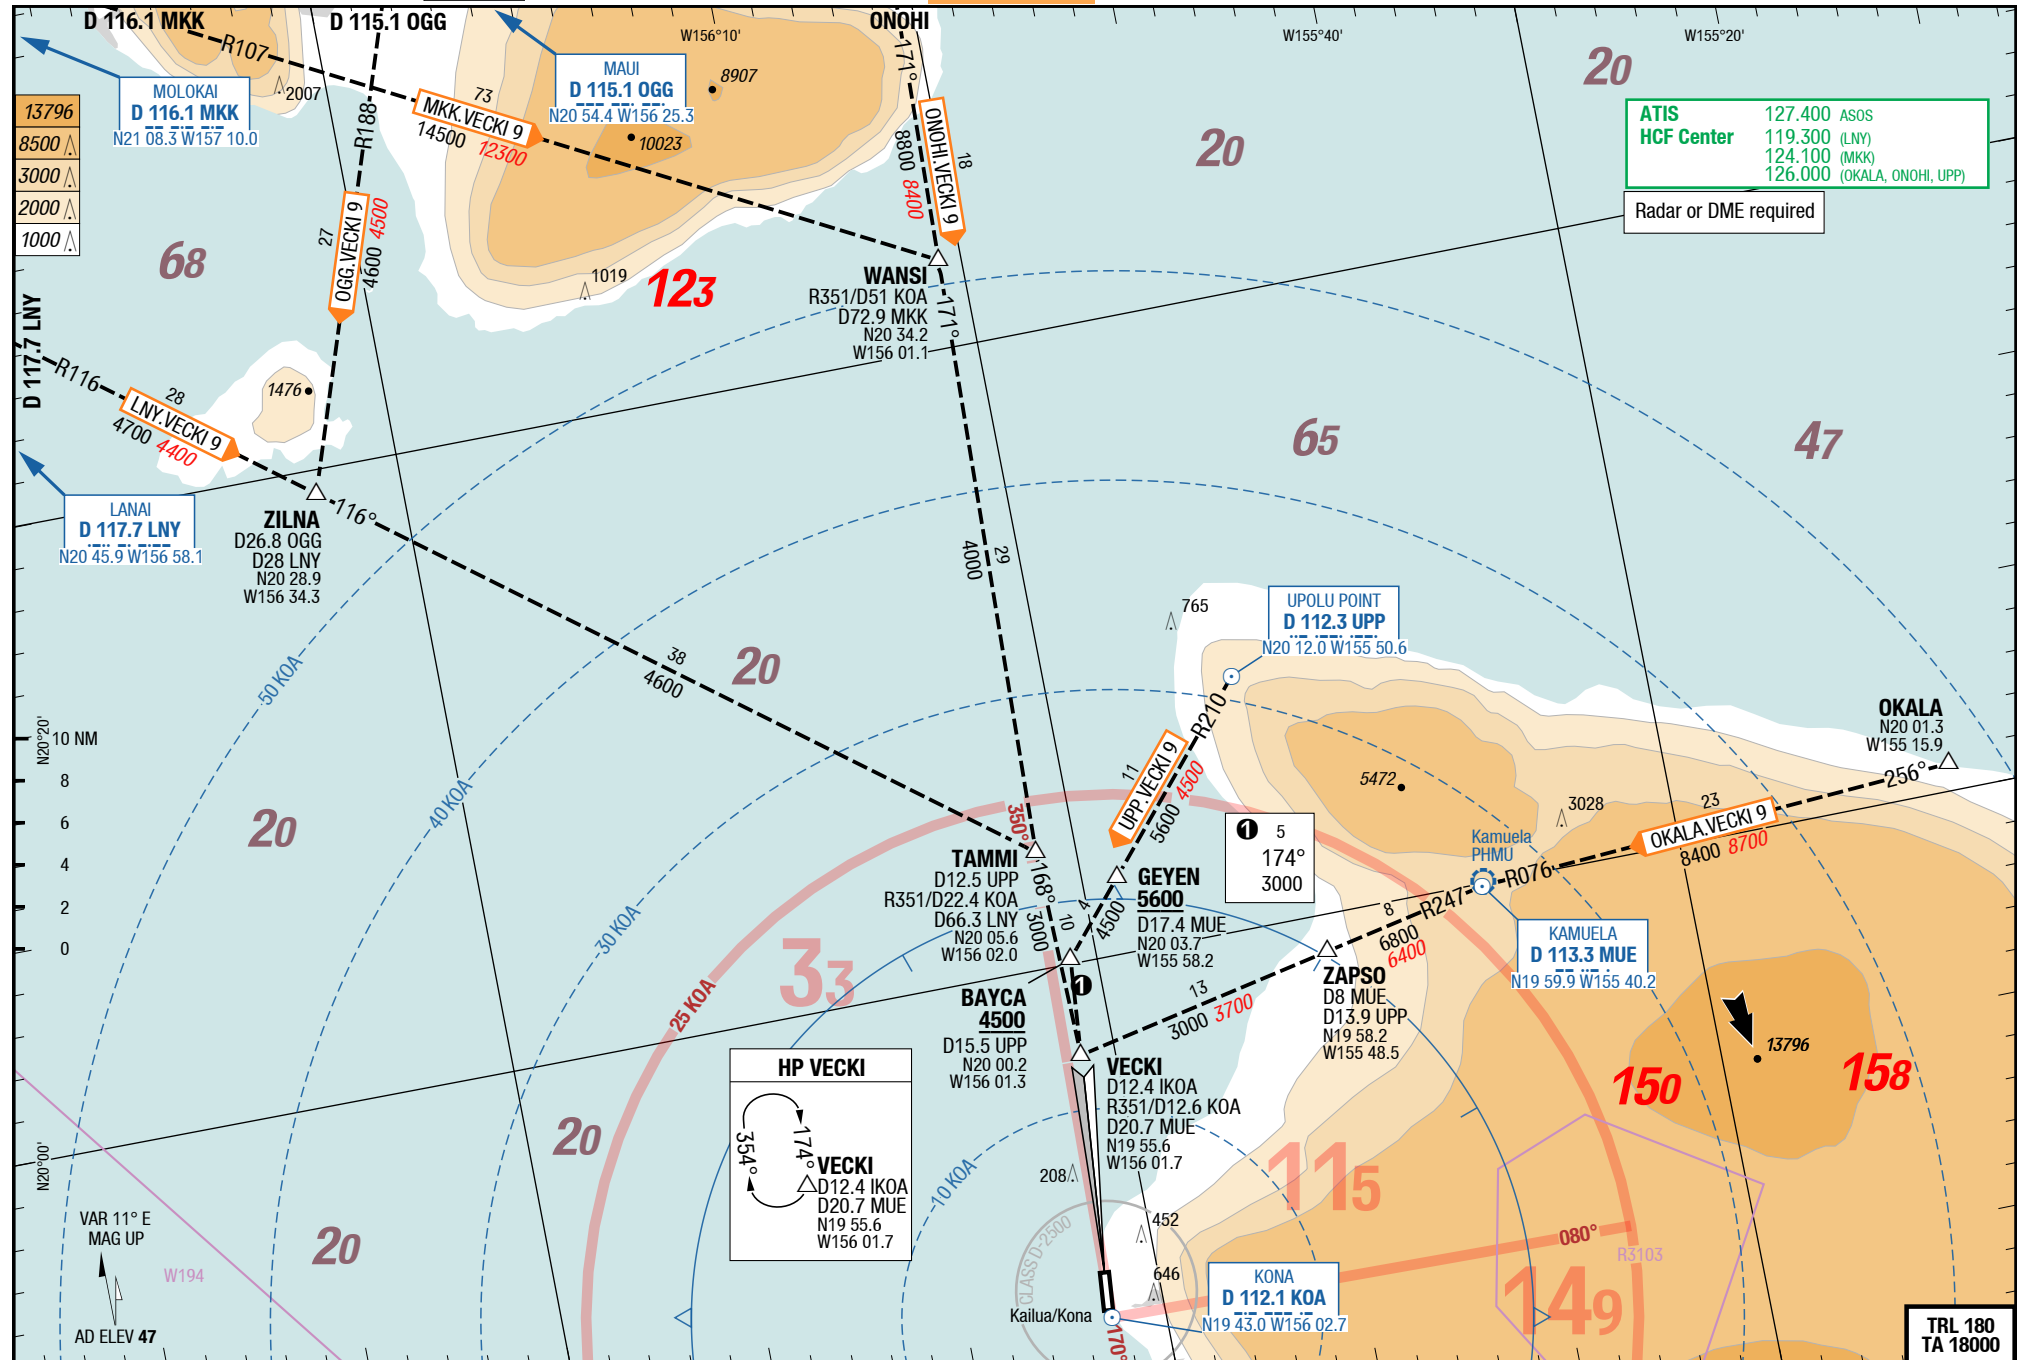 D 116.1 MKK
D 115.1 OGG
ONOHI
W156°10'
W155°40'
W155°20'
R107
MOLOKAI
D 116.1 MKK
N21 08.3 W157 10.0
2007
R188
73
MKK.VECKI 9
14500 12300
MAUI
D 115.1 OGG
N20 54.4 W156 25.3
8907
10023
171°
ONOHI.VECKI 9
18
8800 8400
20
20
ATIS 127.400 ASOS
HCF Center 119.300 (LNY)
124.100 (MKK)
126.000 (OKALA, ONOHI, UPP)
Radar or DME required
13796
8500
3000
2000
1000
68
27
OGG.VECKI 9
4600 4500
1019
123
WANSI
R351/D51 KOA
D72.9 MKK
N20 34.2
W156 01.1
171°
D 117.7 LNY
R116
28
LNY.VECKI 9
4700 4400
1476
65
47
LANAI
D 117.7 LNY
N20 45.9 W156 58.1
ZILNA
D26.8 OGG
D28 LNY
N20 28.9
W156 34.3
116°
29
4000
38
4600
20
50 KOA
765
UPOLU POINT
D 112.3 UPP
N20 12.0 W155 50.6
R210
OKALA
N20 01.3
W155 15.9
256°
N20°20'
10 NM
8
6
4
2
0
20
40 KOA
11
UPP.VECKI 9
5600 4500
5472
3028
23
OKALA.VECKI 9
8400 8700
Kamuela
PHMU
R076
350°
TAMMI
D12.5 UPP
R351/D22.4 KOA
D66.3 LNY
N20 05.6
W156 02.0
168°
10
3000
4
4500
GEYEN
5600
D17.4 MUE
N20 03.7
W155 58.2
1 5
174°
3000
R247
8
6800
6400
KAMUELA
D 113.3 MUE
N19 59.9 W155 40.2
30 KOA
33
25 KOA
BAYCA
4500
D15.5 UPP
N20 00.2
W156 01.3
1
13
3000 3700
ZAPSO
D8 MUE
D13.9 UPP
N19 58.2
W155 48.5
13796
150
158
HP VECKI
354°
174°
VECKI
D12.4 IKOA
D20.7 MUE
N19 55.6
W156 01.7
VECKI
D12.4 IKOA
R351/D12.6 KOA
D20.7 MUE
N19 55.6
W156 01.7
20
N20°00'
10 KOA
208
115
CLASS D-2500
452
646
VAR 11° E
MAG UP
AD ELEV 47
W194
20
Kailua/Kona
170°
KONA
D 112.1 KOA
N19 43.0 W156 02.7
080°
R3103
149
TRL 180
TA 18000